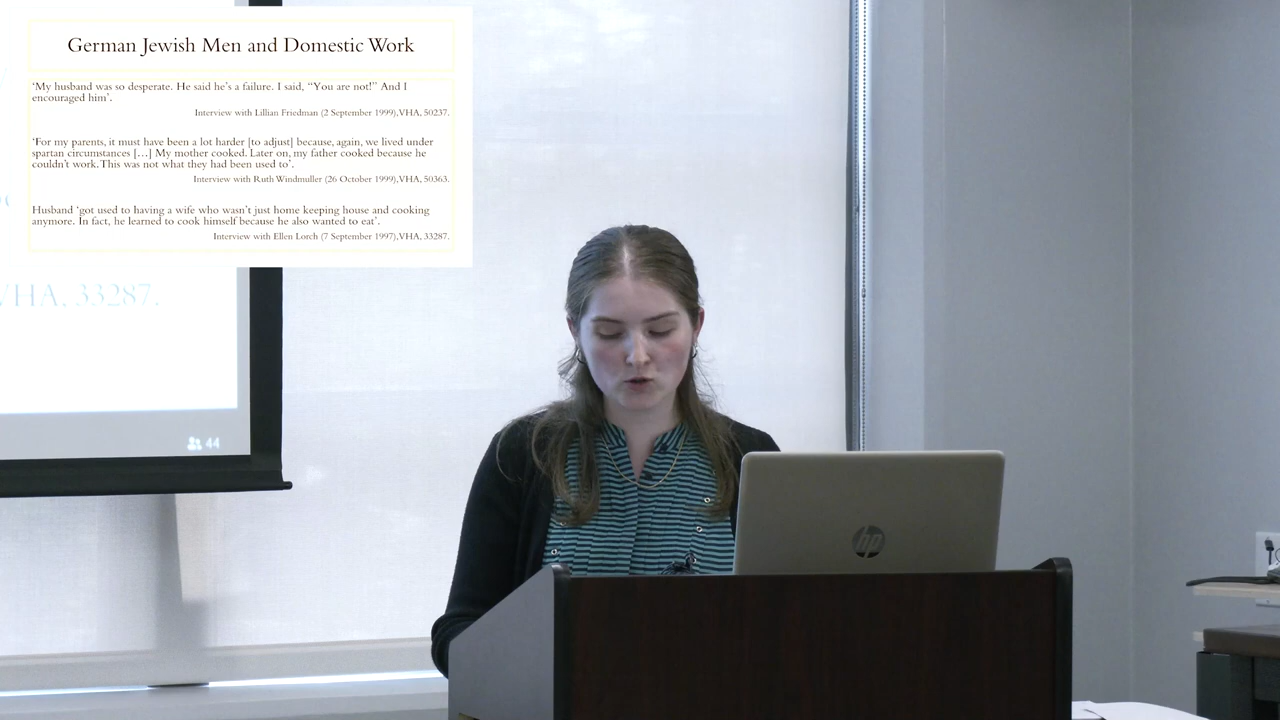 German Jewish Men and Domestic Work
‘My husband was so desperate. He said he’s a failure. I said, “You are not!” And I
encouraged him’.
Interview with Lillian Friedman (2 September 1999),VHA, 50237.
‘For my parents, it must have been a lot harder [to adjust] because, again, we lived under
spartan circumstances […] My mother cooked. Later on, my father cooked because he
couldn’t work. This was not what they had been used to’.
Interview with Ruth Windmuller (26 October 1999),VHA, 50363.
Husband ‘got used to having a wife who wasn’t just home keeping house and cooking
anymore. In fact, he learned to cook himself because he also wanted to eat’.
Interview with Ellen Lorch (7 September 1997),VHA, 33287.
VHA, 33287.
44
hp